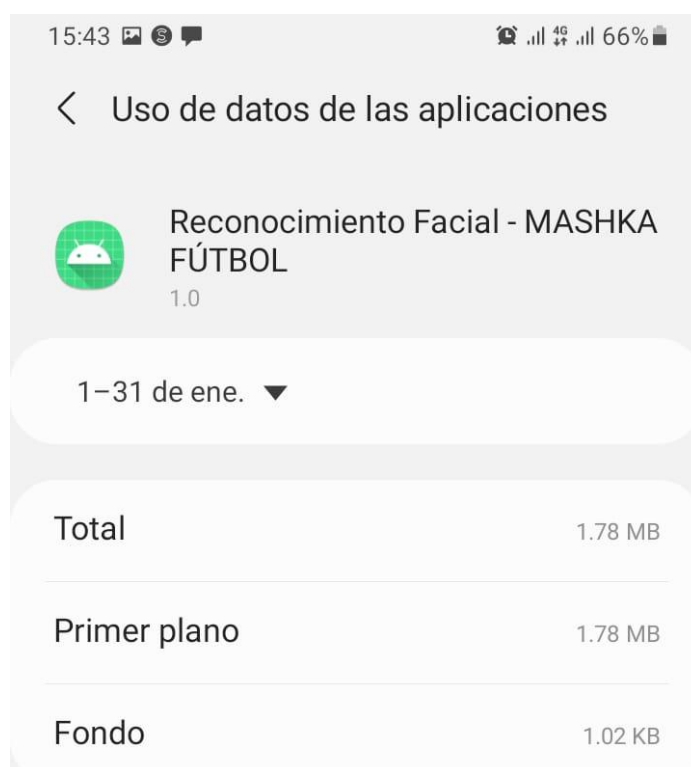 15:43 4G 66%
Uso de datos de las aplicaciones
Reconocimiento Facial - MASHKA
FÚTBOL
1.0
1–31 de ene.
Total 1.78 MB
Primer plano 1.78 MB
Fondo 1.02 KB